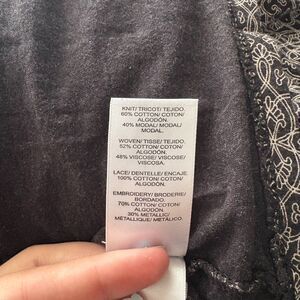 KNIT/ TRICOT/ TEJIDO.
60% COTTON/ COTON/
ALGODÓN.
40% MODAL/ MODAL/
MODAL.
WOVEN/ TISSE/ TEJIDO.
52% COTTON/ COTON/
ALGODÓN.
48% VISCOSE/ VISCOSE/
VISCOSA.
LACE/ DENTELLE/ ENCAJE.
100% COTTON/ COTON/
ALGODÓN.
EMBROIDERY/ BRODERIE/
BORDADO.
70% COTTON/ COTON/
ALGODÓN.
30% METALLIC/
MÉTALLIQUE/ METÁLICO.